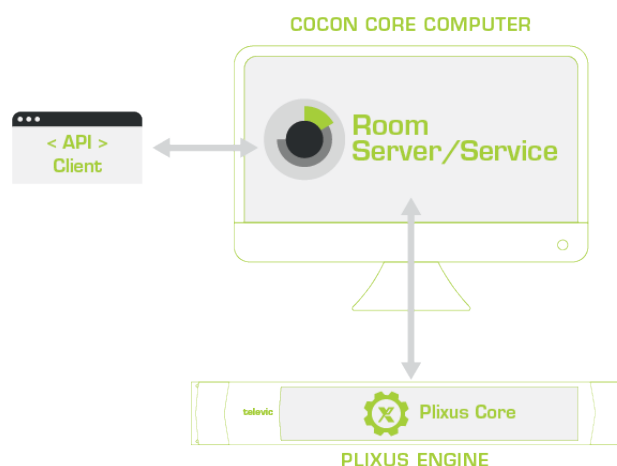 COCON CORE COMPUTER
< API >
Client
Room
Server/Service
televic
Plixus Core
PLIXUS ENGINE